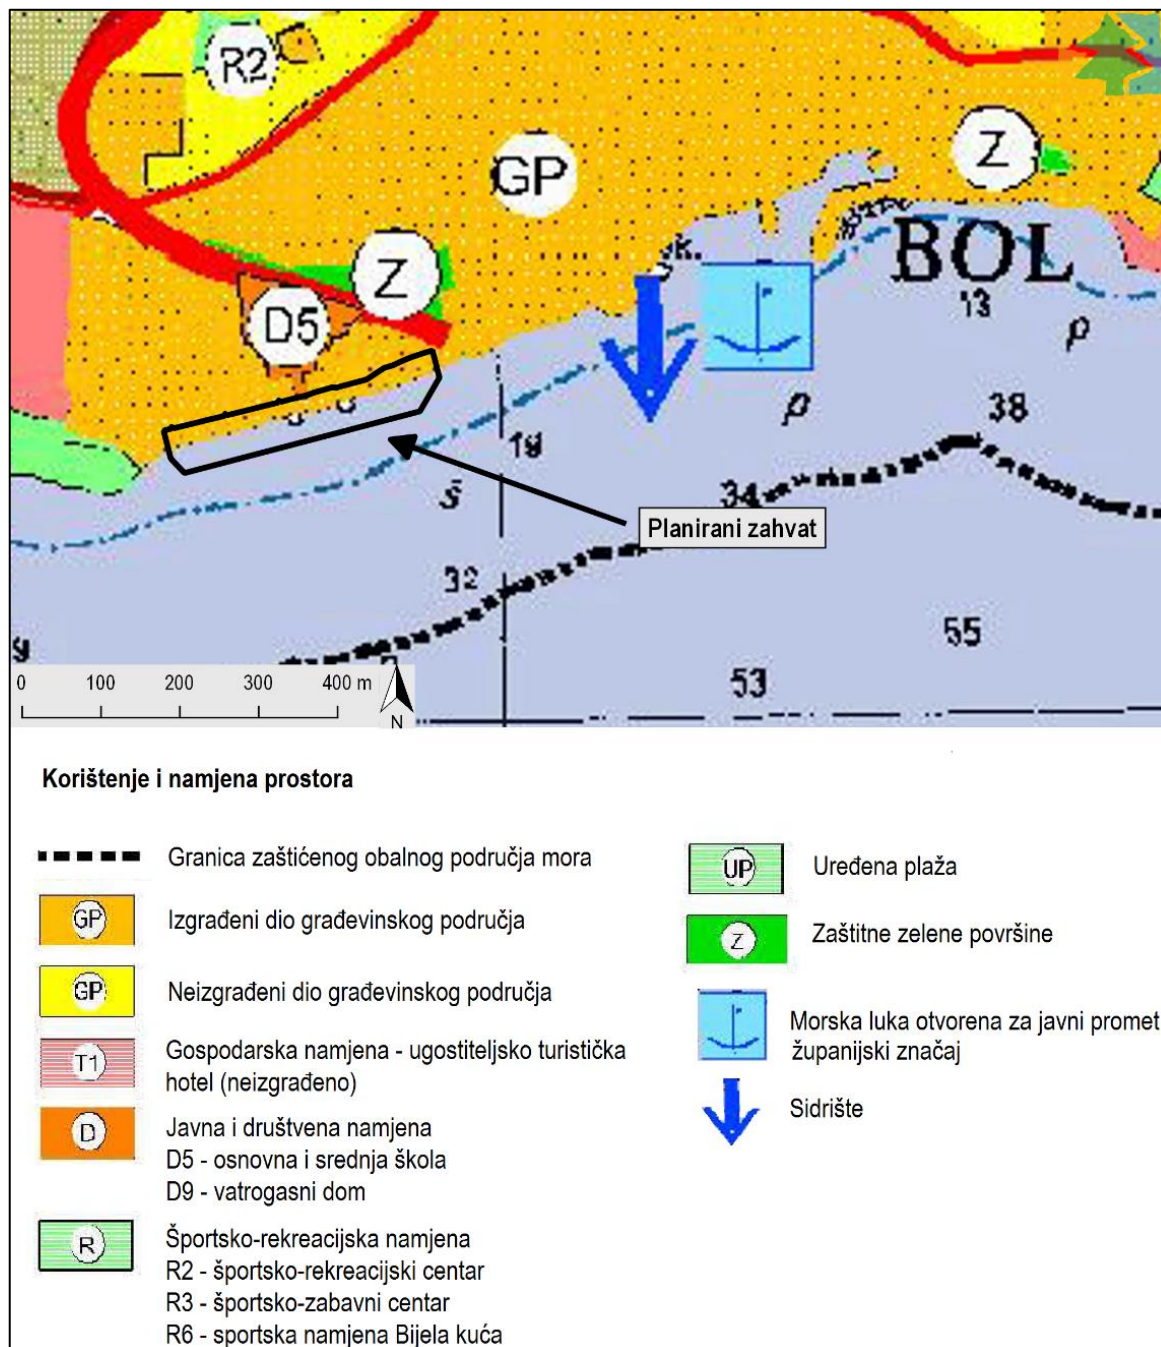 R2
GP
Z
Z
BOL
D5
13
ρ
ρ
38
19
34
Š
Planirani zahvat
32
55
53
9
0 100 200 300 400 m
N
Korištenje i namjena prostora
Granica zaštićenog obalnog područja mora
GP Izgrađeni dio građevinskog područja
GP Neizgrađeni dio građevinskog područja
T1 Gospodarska namjena - ugostiteljsko turistička
hotel (neizgrađeno)
D Javna i društvena namjena
D5 - osnovna i srednja škola
D9 - vatrogasni dom
R Športsko-rekreacijska namjena
R2 - športsko-rekreacijski centar
R3 - športsko-zabavni centar
R6 - sportska namjena Bijela kuća
UP Uređena plaža
Z Zaštitne zelene površine
Morska luka otvorena za javni promet
županijski značaj
Sidrište